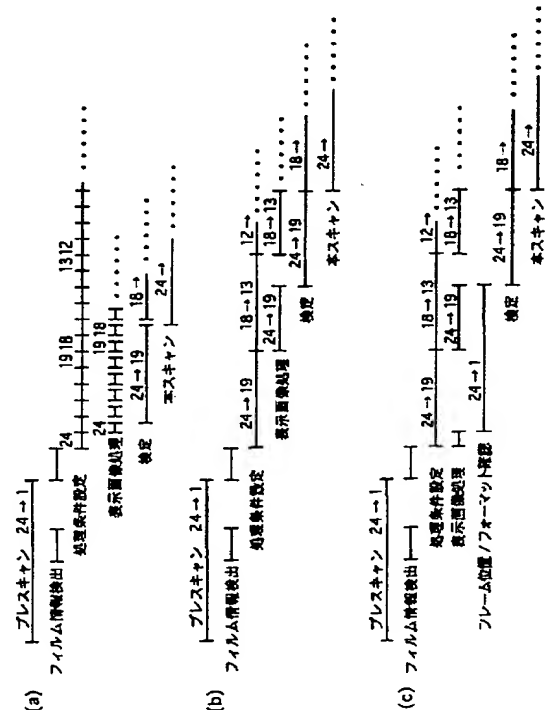 (a)
プレスキャン 24→1
フィルム情報検出
24 19 18 13 12
処理条件設定
24 19 18
表示画像処理
24→19 18→
検定
24→
本スキャン
(b)
プレスキャン 24→1
フィルム情報検出
24→19 18→13 12→
処理条件設定
24→19 18→13
表示画像処理
24→19 18→
検定
24→
本スキャン
(c)
プレスキャン 24→1
フィルム情報検出
24→19 18→13 12→
処理条件設定
24→19 18→13
表示画像処理
24→1
フレーム位置/フォーマット確認
24→19 18→
検定
24→
本スキャン